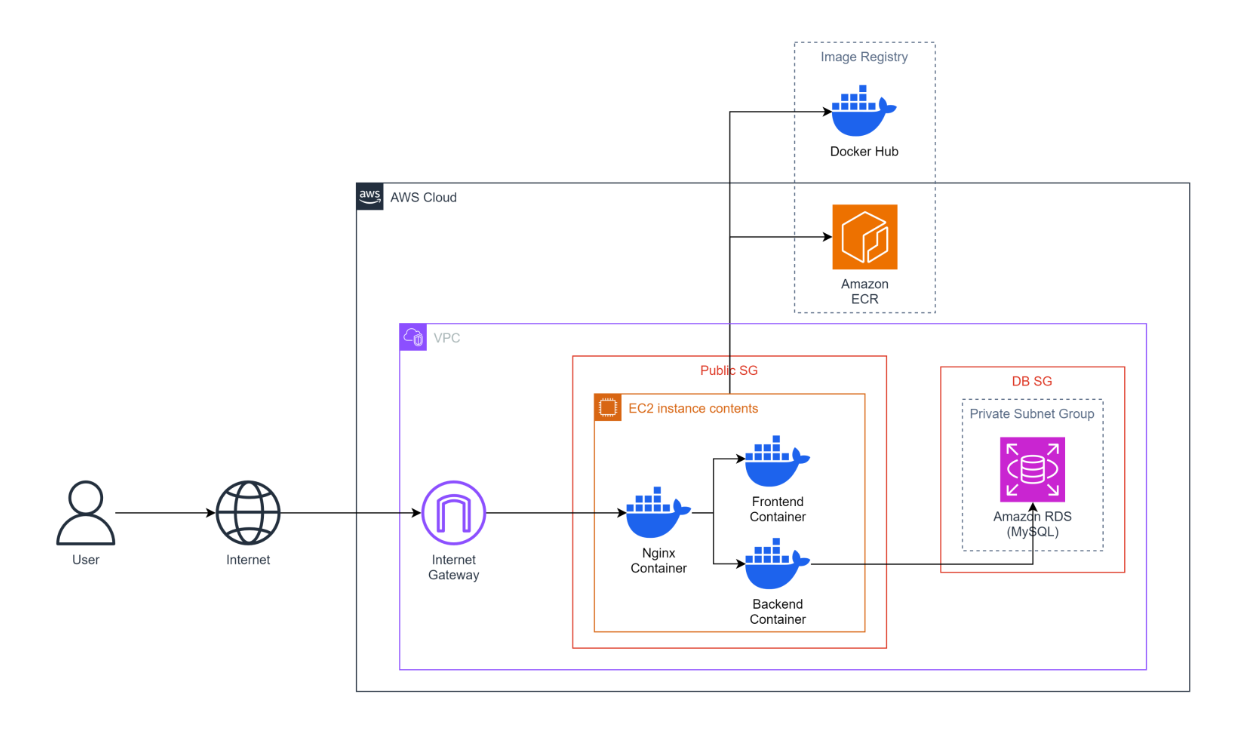 Image Registry
Docker Hub
aws
AWS Cloud
Amazon
ECR
VPC
Public SG
DB SG
EC2 instance contents
Private Subnet Group
Frontend
Container
Amazon RDS
(MySQL)
User
Internet
Internet
Gateway
Nginx
Container
Backend
Container